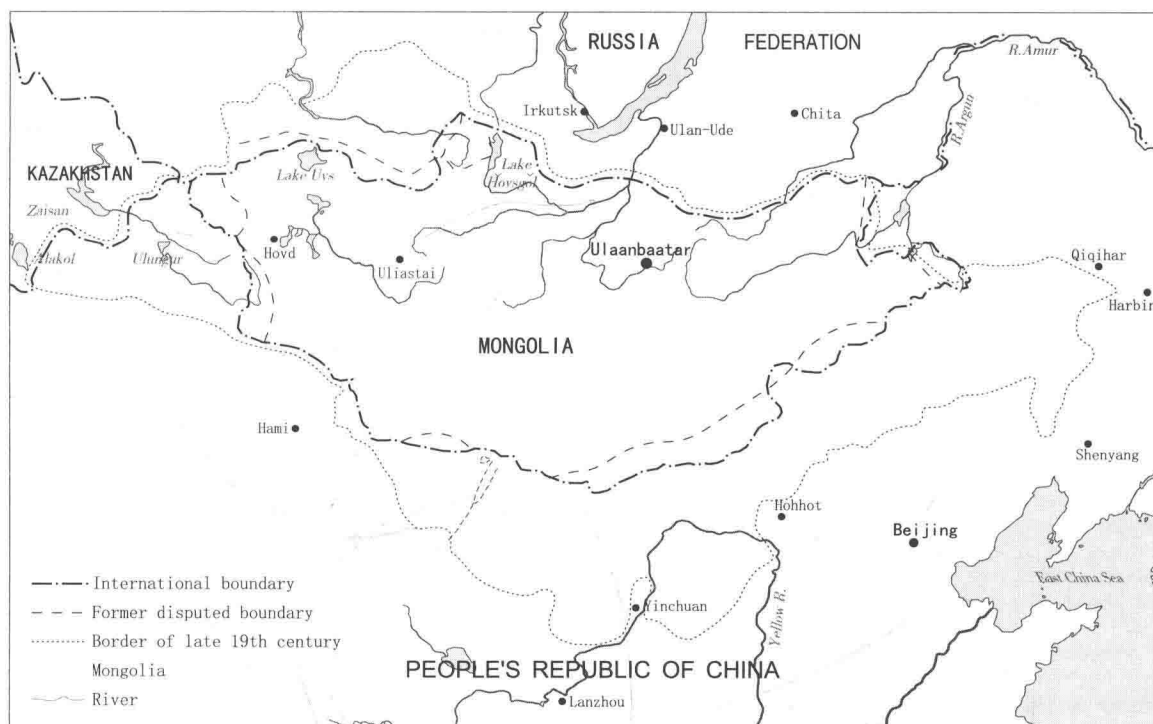 RUSSIA
FEDERATION
R.Amur
Irkutsk
Chita
R.Argun
Ulan-Ude
KAZAKHSTAN
Lake Uvs
Lake
Hovsgol
Zaisan
Hovd
Ulaanbaatar
Alakol
Ulungur
Uliastai
Qiqihar
Harbin
MONGOLIA
Hami
Shenyang
Hohhot
Beijing
International boundary
East China Sea
Former disputed boundary
Yinchuan
Yellow R.
Border of late 19th century
Mongolia
PEOPLE'S REPUBLIC OF CHINA
River
Lanzhou